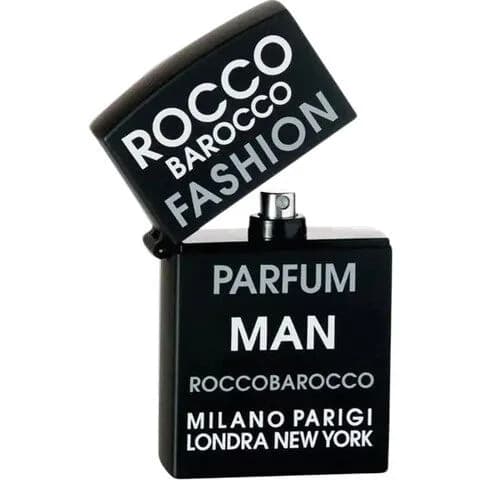 ROCCO
BAROCCO
FASHION
PARFUM
MAN
ROCCOBAROCCO
MILANO PARIGI
LONDRA NEW YORK